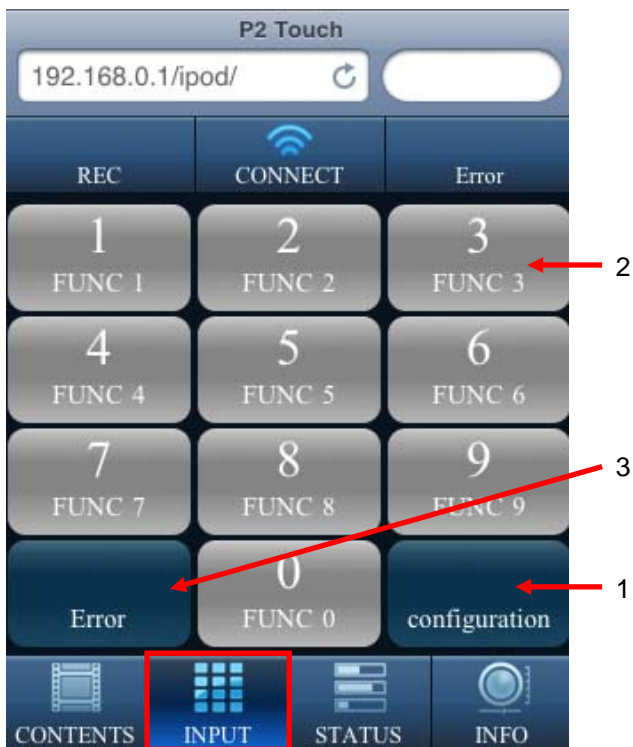 P2 Touch
192.168.0.1/ipod/
REC CONNECT Error
1 2 3
FUNC 1 FUNC 2 FUNC 3
2
4 5 6
FUNC 4 FUNC 5 FUNC 6
7 8 9
FUNC 7 FUNC 8 FUNC 9
3
0
Error FUNC 0 configuration
1
CONTENTS INPUT STATUS INFO